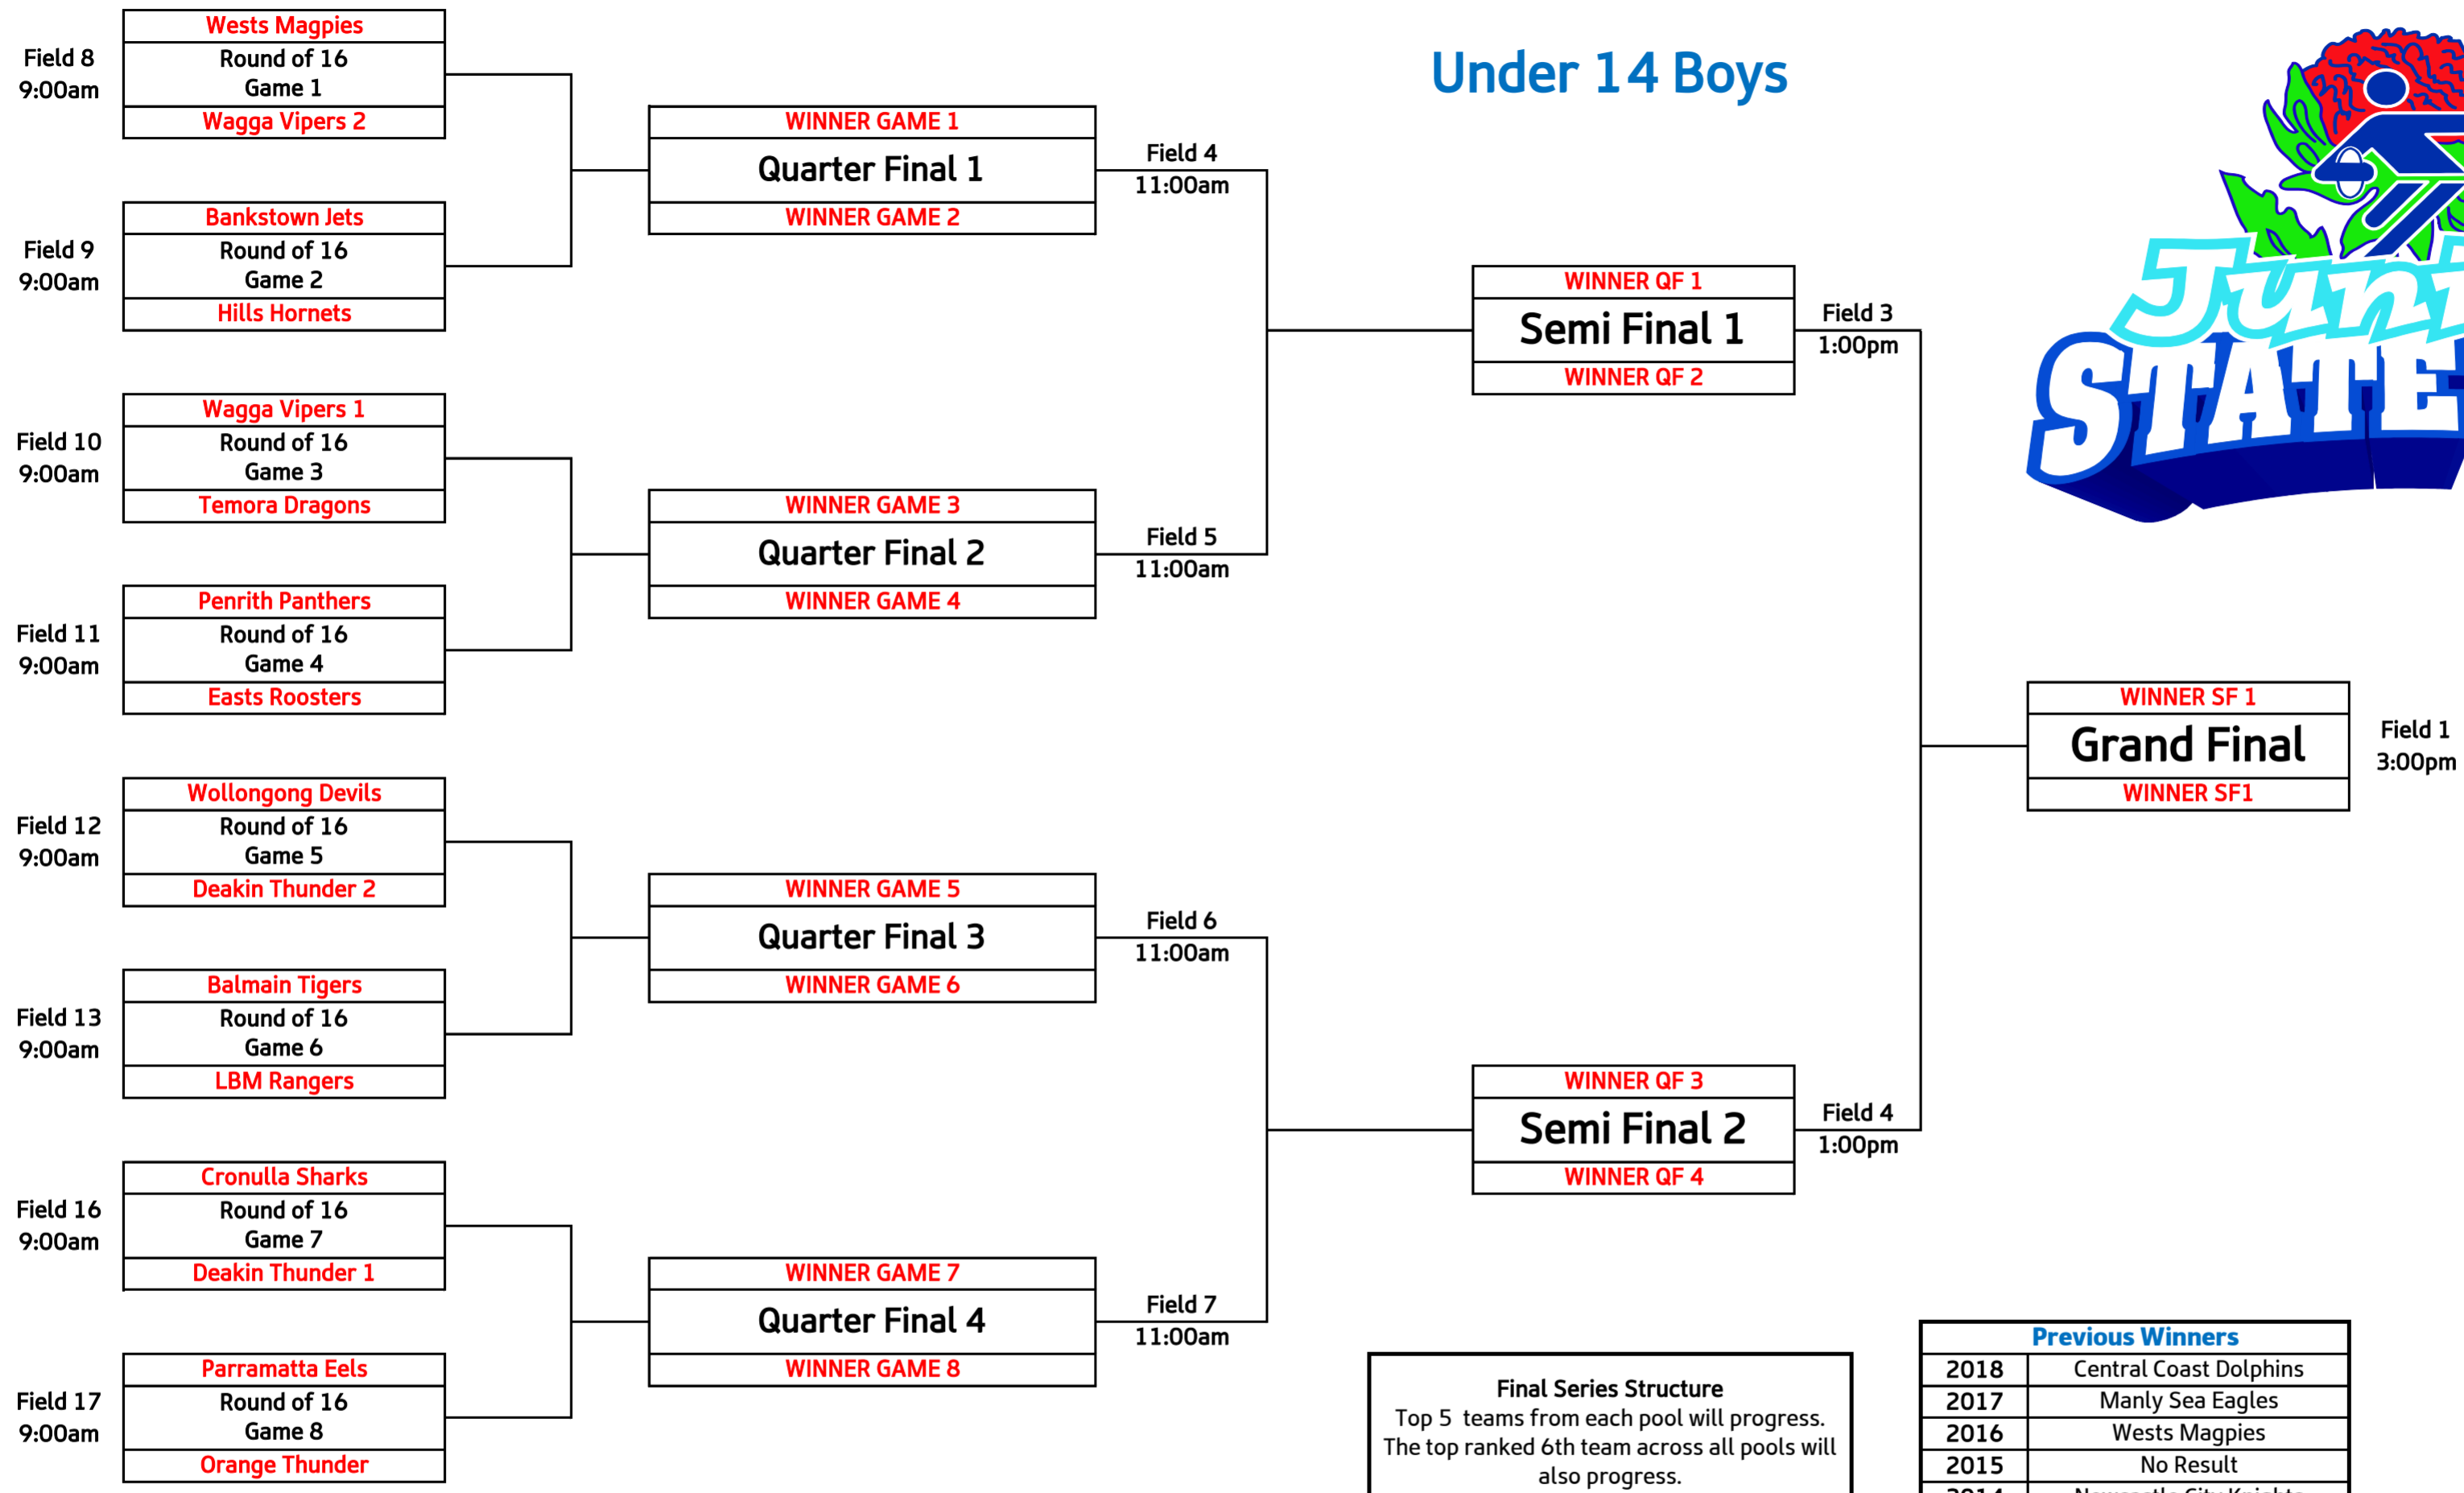 Under 14 Boys
Wests Magpies
Field 8
9:00am
Round of 16
Game 1
Wagga Vipers 2
Bankstown Jets
Field 9
9:00am
Round of 16
Game 2
Hills Hornets
Wagga Vipers 1
Field 10
9:00am
Round of 16
Game 3
Temora Dragons
Penrith Panthers
Field 11
9:00am
Round of 16
Game 4
Easts Roosters
Wollongong Devils
Field 12
9:00am
Round of 16
Game 5
Deakin Thunder 2
Balmain Tigers
Field 13
9:00am
Round of 16
Game 6
LBM Rangers
Cronulla Sharks
Field 16
9:00am
Round of 16
Game 7
Deakin Thunder 1
Parramatta Eels
Field 17
9:00am
Round of 16
Game 8
Orange Thunder
WINNER GAME 1
Quarter Final 1
WINNER GAME 2
Field 4
11:00am
WINNER GAME 3
Quarter Final 2
WINNER GAME 4
Field 5
11:00am
WINNER GAME 5
Quarter Final 3
WINNER GAME 6
Field 6
11:00am
WINNER GAME 7
Quarter Final 4
WINNER GAME 8
Field 7
11:00am
WINNER QF 1
Semi Final 1
WINNER QF 2
Field 3
1:00pm
WINNER QF 3
Semi Final 2
WINNER QF 4
Field 4
1:00pm
WINNER SF 1
Grand Final
WINNER SF1
Field 1
3:00pm
STATE
Final Series Structure
Top 5 teams from each pool will progress.
The top ranked 6th team across all pools will
also progress.
Previous Winners
2018 Central Coast Dolphins
2017 Manly Sea Eagles
2016 Wests Magpies
2015 No Result
2014 Newcastle City Knights